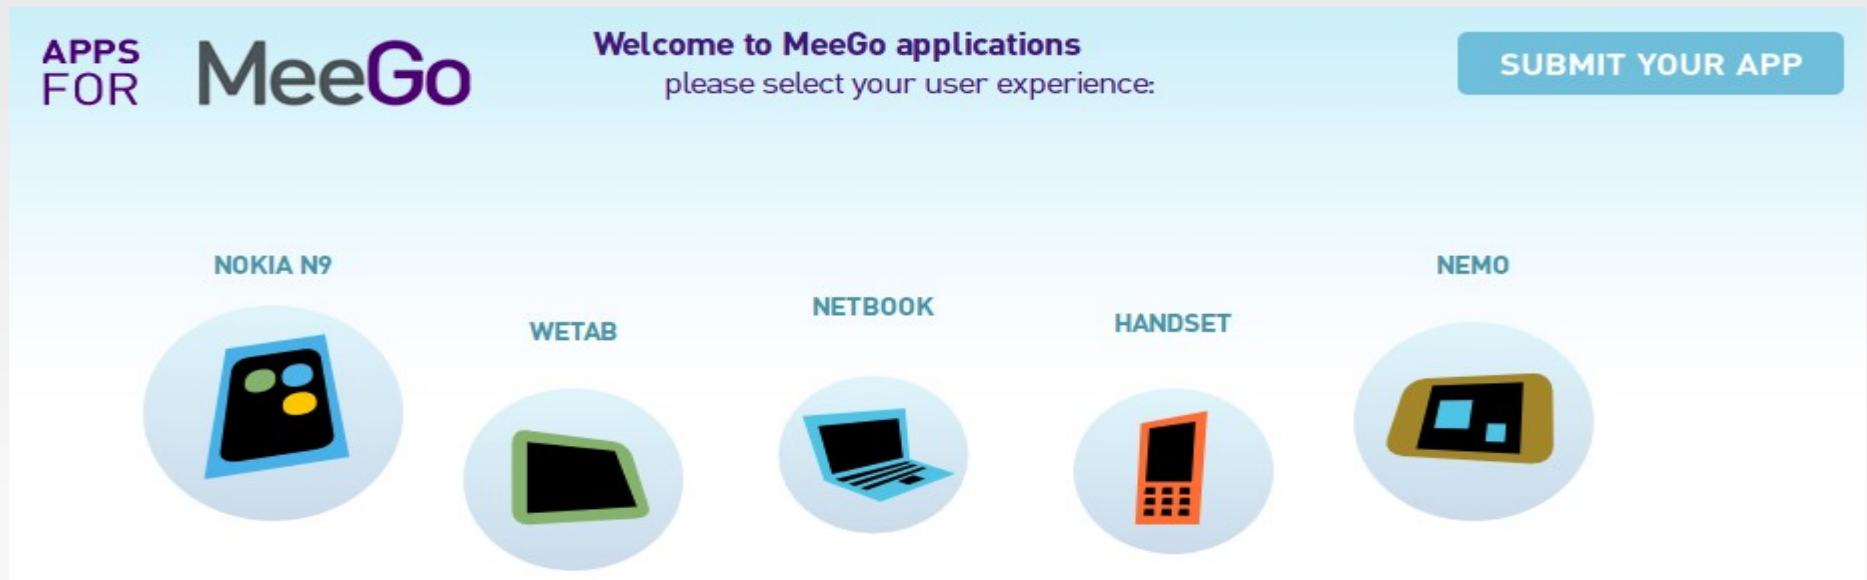 APPS
FOR
MeeGo
Welcome to MeeGo applications
please select your user experience:
SUBMIT YOUR APP
NOKIA N9
WETAB
NETBOOK
HANDSET
NEMO